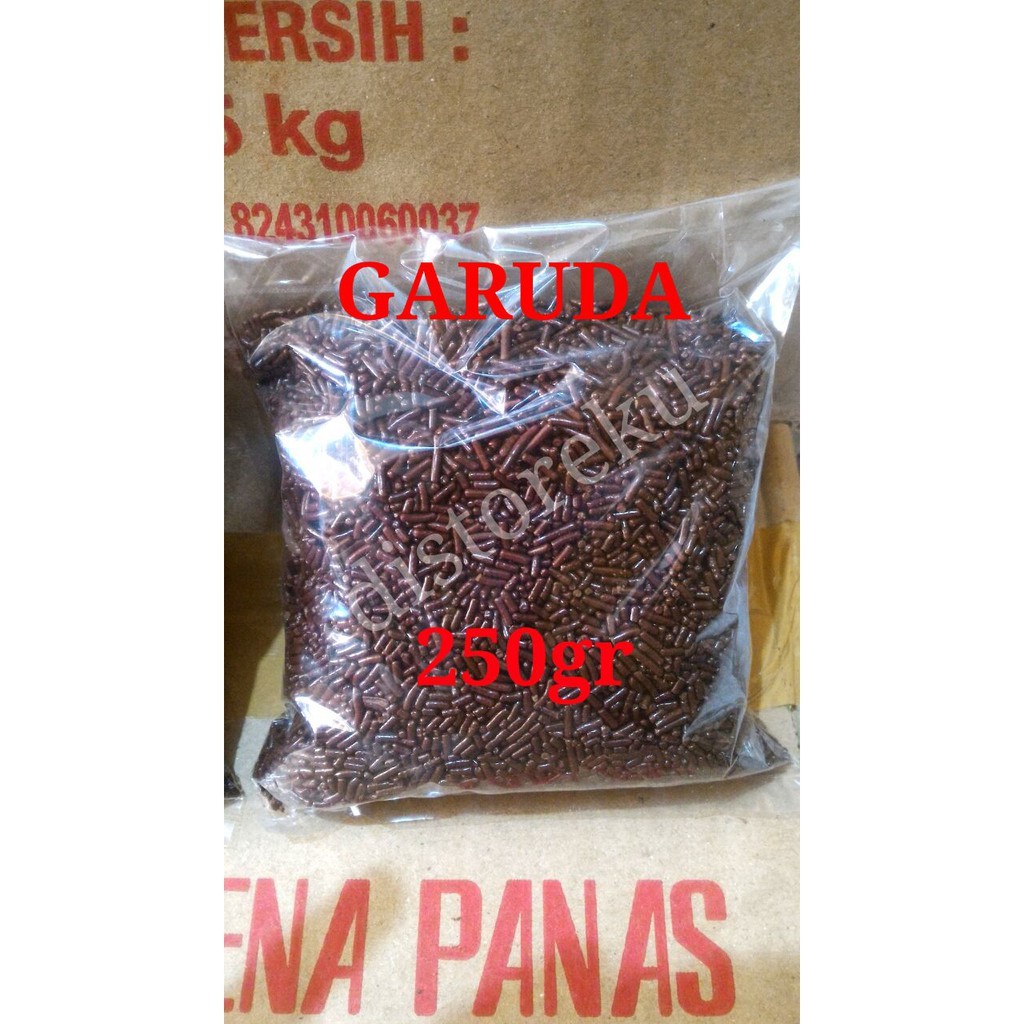 ERSIH :
5 kg
824310060037
GARUDA
distoreku
250gr
ENA PANAS